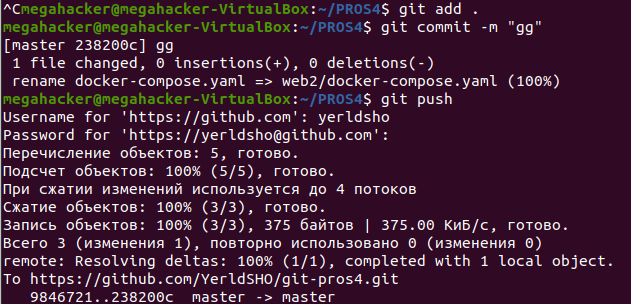 ^Cmegahacker@megahacker-VirtualBox:~/PROS4$ git add .
megahacker@megahacker-VirtualBox:~/PROS4$ git commit -m "gg"
[master 238200c] gg
 1 file changed, 0 insertions(+), 0 deletions(-)
 rename docker-compose.yaml => web2/docker-compose.yaml (100%)
megahacker@megahacker-VirtualBox:~/PROS4$ git push
Username for 'https://github.com': yerldsho
Password for 'https://yerldsho@github.com':
Перечисление объектов: 5, готово.
Подсчет объектов: 100% (5/5), готово.
При сжатии изменений используется до 4 потоков
Сжатие объектов: 100% (3/3), готово.
Запись объектов: 100% (3/3), 375 байтов | 375.00 КиБ/с, готово.
Всего 3 (изменения 1), повторно использовано 0 (изменения 0)
remote: Resolving deltas: 100% (1/1), completed with 1 local object.
To https://github.com/YerldSHO/git-pros4.git
   9846721..238200c  master -> master